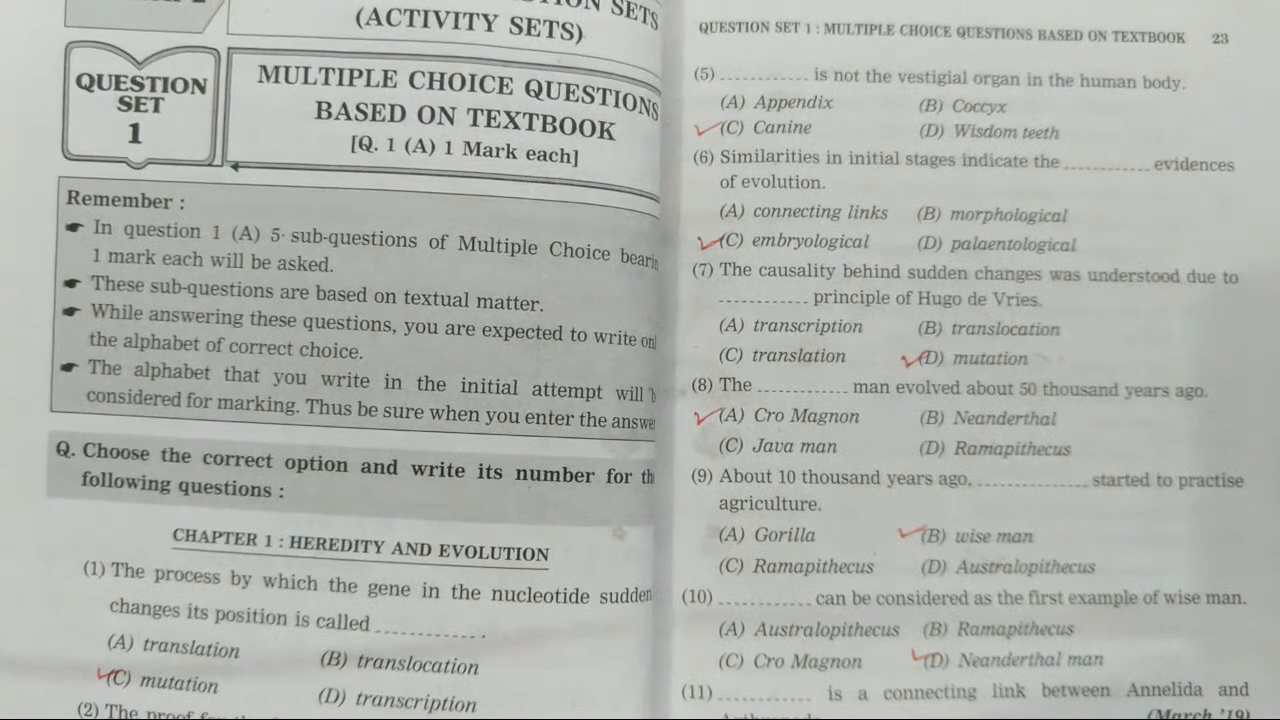 SETS
(ACTIVITY SETS)
QUESTION
SET
1
MULTIPLE CHOICE QUESTIONS
BASED ON TEXTBOOK
[Q. 1 (A) 1 Mark each]
Remember :
In question 1 (A) 5 sub-questions of Multiple Choice
1 mark each will be asked.
These sub-questions are based on textual matter.
While answering these questions, you are expected to write
the alphabet of correct choice.
The alphabet that you write in the initial attempt will
considered for marking. Thus be sure when you enter the
Q. Choose the correct option and write its number for
following questions :
CHAPTER 1 : HEREDITY AND EVOLUTION
(1) The process by which the gene in the nucleotide
changes its position is called ............ .
(A) translation (B) translocation
(C) mutation (D) transcription
(2) The proof
QUESTION SET 1 : MULTIPLE CHOICE QUESTIONS BASED ON TEXTBOOK 23
(5) ............ is not the vestigial organ in the human body.
(A) Appendix (B) Coccyx
(C) Canine (D) Wisdom teeth
(6) Similarities in initial stages indicate the ............ evidences
of evolution.
(A) connecting links (B) morphological
(C) embryological (D) palaentological
(7) The causality behind sudden changes was understood due to
............ principle of Hugo de Vries.
(A) transcription (B) translocation
(C) translation (D) mutation
(8) The ............ man evolved about 50 thousand years ago.
(A) Cro Magnon (B) Neanderthal
(C) Java man (D) Ramapithecus
(9) About 10 thousand years ago, ............... started to practise
agriculture.
(A) Gorilla (B) wise man
(C) Ramapithecus (D) Australopithecus
(10) ............. can be considered as the first example of wise man.
(A) Australopithecus (B) Ramapithecus
(C) Cro Magnon (D) Neanderthal man
(11) ............. is a connecting link between Annelida and
(March '19)